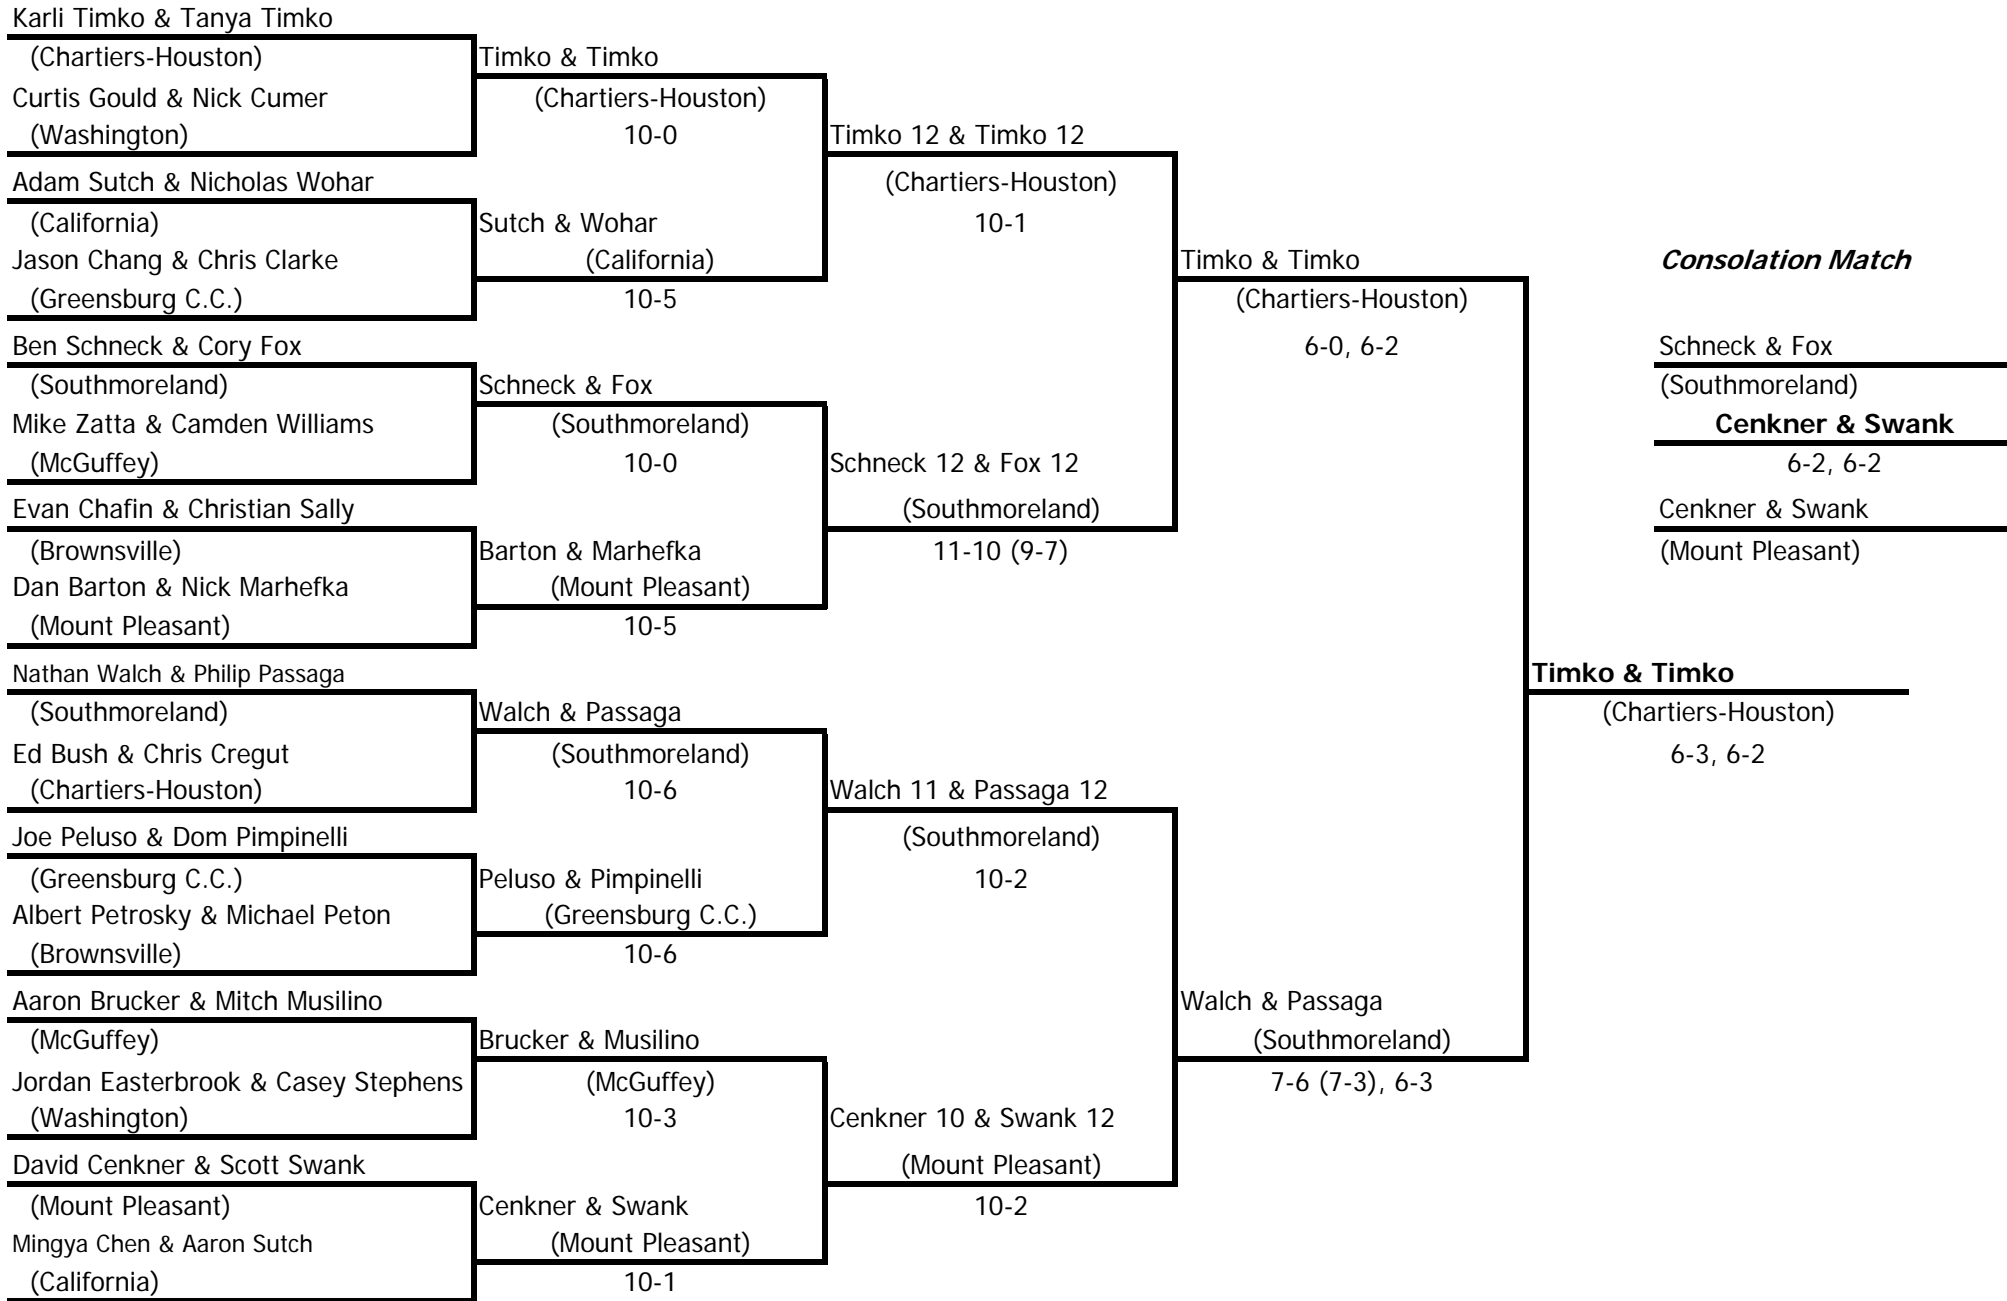 Karli Timko & Tanya Timko
(Chartiers-Houston)
Curtis Gould & Nick Cumer
(Washington)
Adam Sutch & Nicholas Wohar
(California)
Jason Chang & Chris Clarke
(Greensburg C.C.)
Ben Schneck & Cory Fox
(Southmoreland)
Mike Zatta & Camden Williams
(McGuffey)
Evan Chafin & Christian Sally
(Brownsville)
Dan Barton & Nick Marhefka
(Mount Pleasant)
Nathan Walch & Philip Passaga
(Southmoreland)
Ed Bush & Chris Cregut
(Chartiers-Houston)
Joe Peluso & Dom Pimpinelli
(Greensburg C.C.)
Albert Petrosky & Michael Peton
(Brownsville)
Aaron Brucker & Mitch Musilino
(McGuffey)
Jordan Easterbrook & Casey Stephens
(Washington)
David Cenkner & Scott Swank
(Mount Pleasant)
Mingya Chen & Aaron Sutch
(California)
Timko & Timko
(Chartiers-Houston)
10-0
Sutch & Wohar
(California)
10-5
Schneck & Fox
(Southmoreland)
10-0
Barton & Marhefka
(Mount Pleasant)
10-5
Walch & Passaga
(Southmoreland)
10-6
Peluso & Pimpinelli
(Greensburg C.C.)
10-6
Brucker & Musilino
(McGuffey)
10-3
Cenkner & Swank
(Mount Pleasant)
10-1
Timko 12 & Timko 12
(Chartiers-Houston)
10-1
Schneck 12 & Fox 12
(Southmoreland)
11-10 (9-7)
Walch 11 & Passaga 12
(Southmoreland)
10-2
Cenkner 10 & Swank 12
(Mount Pleasant)
10-2
Timko & Timko
(Chartiers-Houston)
6-0, 6-2
Walch & Passaga
(Southmoreland)
7-6 (7-3), 6-3
Timko & Timko
(Chartiers-Houston)
6-3, 6-2
Consolation Match
Schneck & Fox
(Southmoreland)
Cenkner & Swank
6-2, 6-2
Cenkner & Swank
(Mount Pleasant)